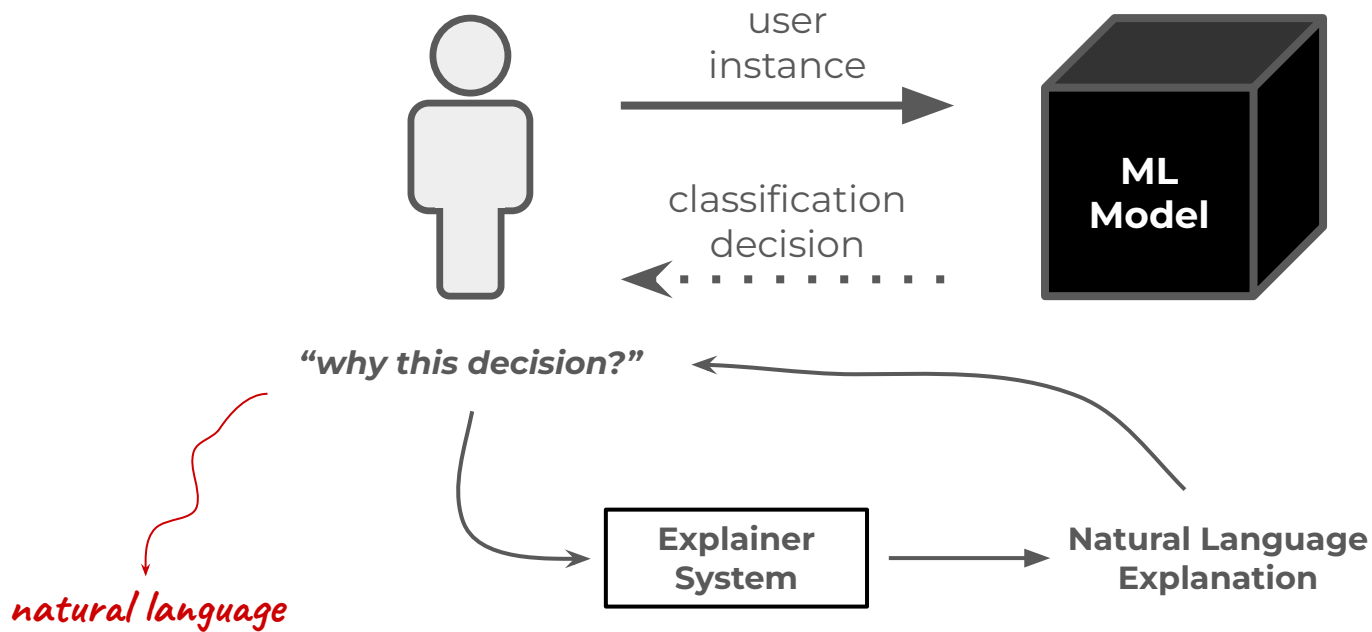 user
instance
ML
Model
classification
decision
“why this decision?”
Explainer
System
Natural Language
Explanation
natural language